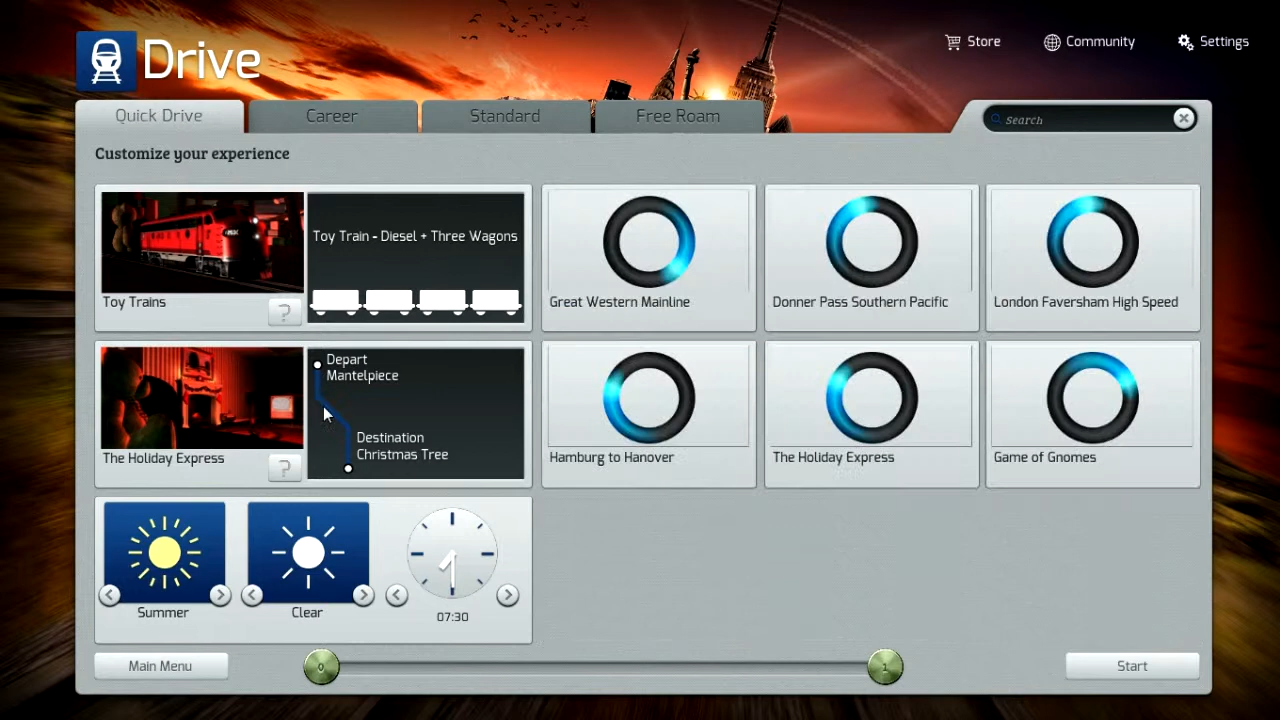 Drive
Store
Community
Settings
Quick Drive
Career
Standard
Free Roam
Search
Customize your experience
Toy Train - Diesel + Three Wagons
Toy Trains
?
Great Western Mainline
Donner Pass Southern Pacific
London Faversham High Speed
Depart
Mantelpiece
Destination
Christmas Tree
The Holiday Express
?
Hamburg to Hanover
The Holiday Express
Game of Gnomes
Summer
Clear
07:30
Main Menu
0
1
Start